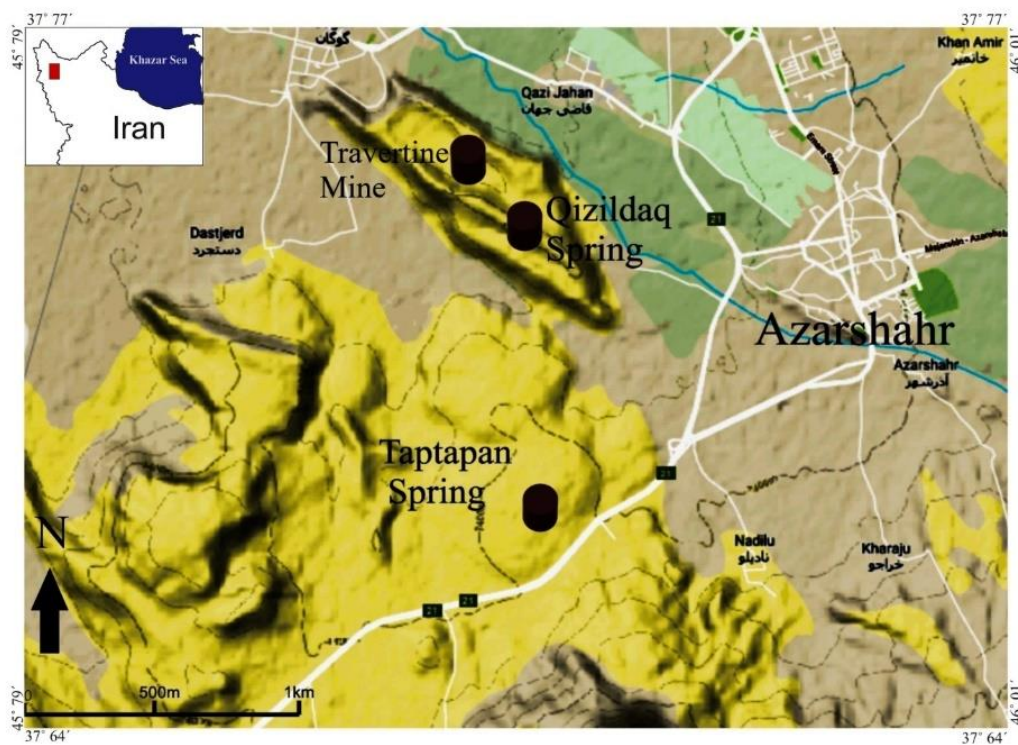 37° 77´
37° 77´
45° 79´
46° 01´
Khazar Sea
Iran
گوگان
Khan Amir
خانمیر
Qazi Jahan
قاضی جهان
Travertine
Mine
Qizildaq
Spring
21
Dastjerd
دستجرد
Azarshahr
Azarshahr
آذرشهر
Taptapan
Spring
21
N
Nadilu
نادیلو
Kharaju
خراجو
21
21
0
500m
1km
45° 79´
46° 01´
37° 64´
37° 64´